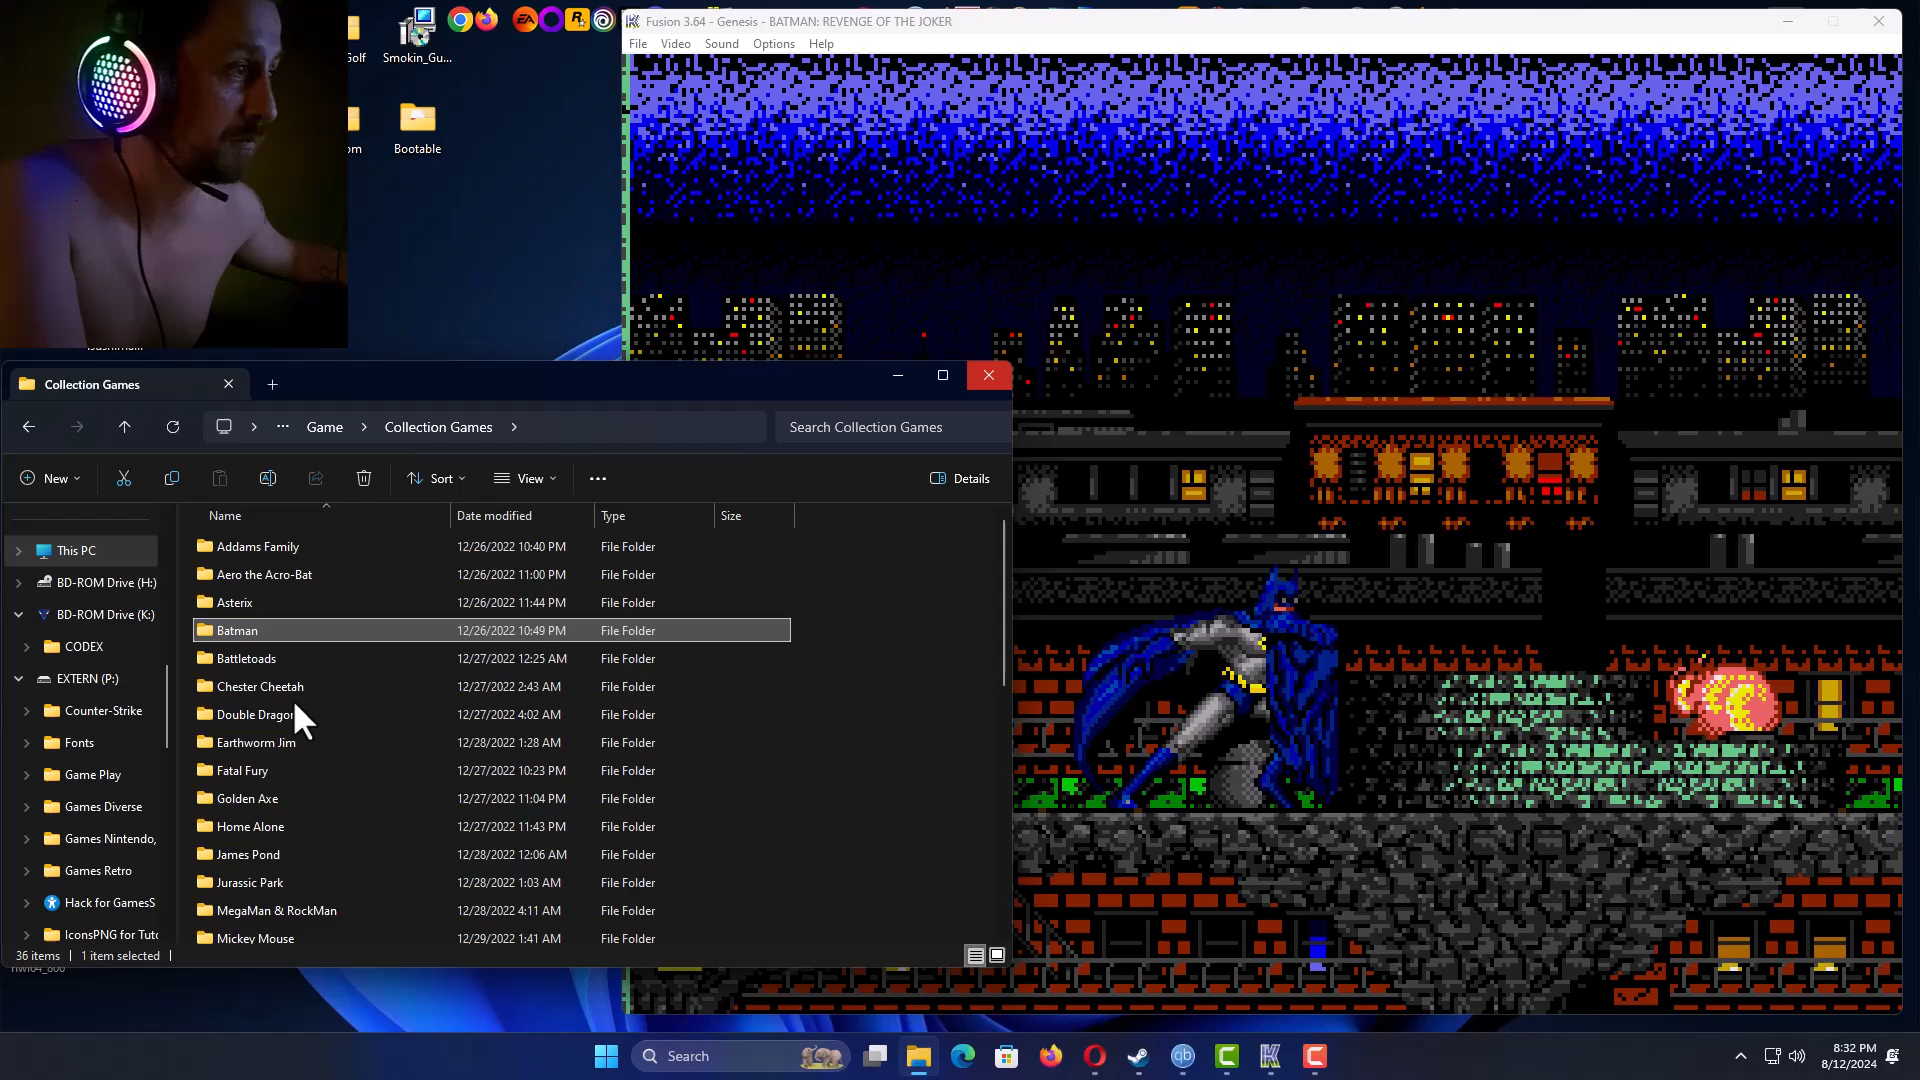 olf
Smokin_Gu...
om
Bootable
Fusion 3.64 - Genesis - BATMAN: REVENGE OF THE JOKER
File Video Sound Options Help
Collection Games
Game > Collection Games >
Search Collection Games
New
Sort
View
Details
Name Date modified Type Size
Addams Family 12/26/2022 10:40 PM File Folder
Aero the Acro-Bat 12/26/2022 11:00 PM File Folder
Asterix 12/26/2022 11:44 PM File Folder
Batman 12/26/2022 10:49 PM File Folder
Battletoads 12/27/2022 12:25 AM File Folder
Chester Cheetah 12/27/2022 2:43 AM File Folder
Double Dragon 12/27/2022 4:02 AM File Folder
Earthworm Jim 12/28/2022 1:28 AM File Folder
Fatal Fury 12/27/2022 10:23 PM File Folder
Golden Axe 12/27/2022 11:04 PM File Folder
Home Alone 12/27/2022 11:43 PM File Folder
James Pond 12/28/2022 12:06 AM File Folder
Jurassic Park 12/28/2022 1:03 AM File Folder
MegaMan & RockMan 12/28/2022 4:11 AM File Folder
Mickey Mouse 12/29/2022 1:41 AM File Folder
This PC
BD-ROM Drive (H:)
BD-ROM Drive (K:)
CODEX
EXTERN (P:)
Counter-Strike
Fonts
Game Play
Games Diverse
Games Nintendo,
Games Retro
Hack for GamesS
IconsPNG for Tuto
36 items | 1 item selected |
Search
8:32 PM
8/12/2024